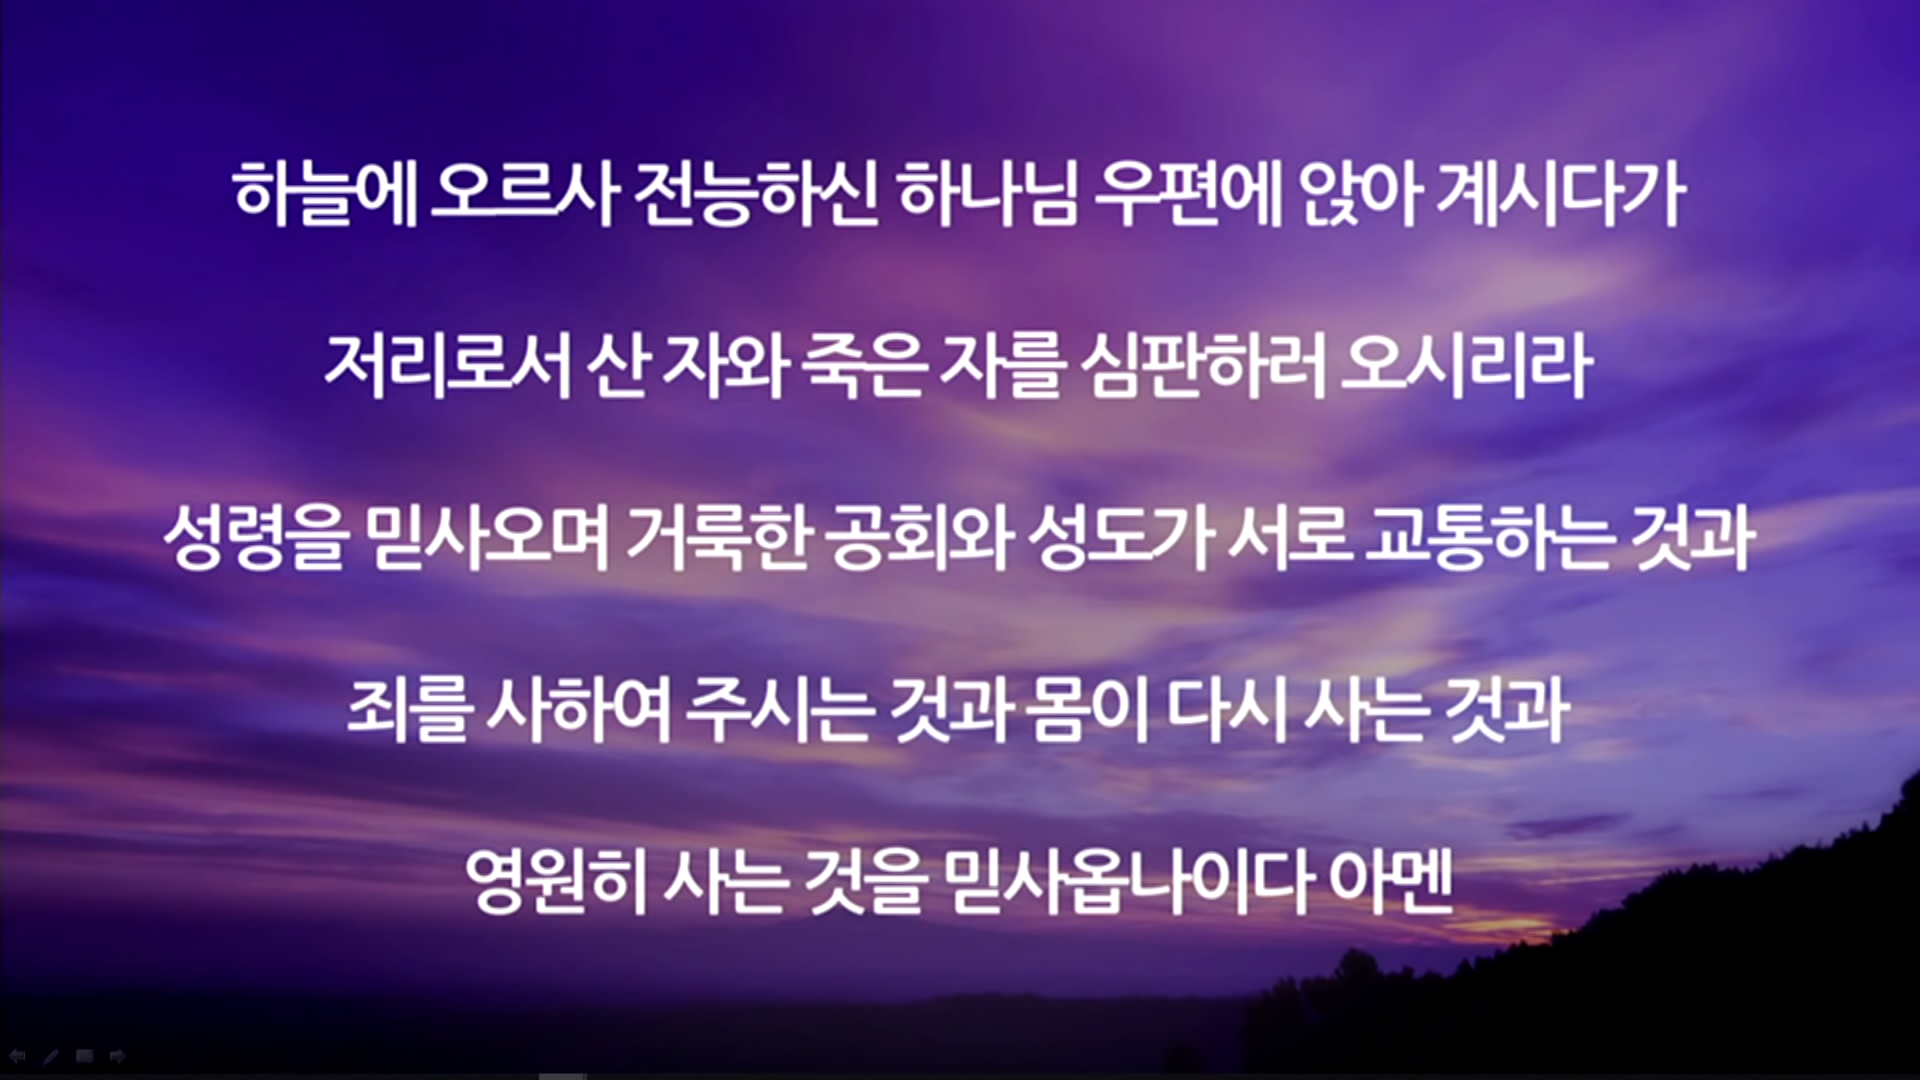 하늘에 오르사 전능하신 하나님 우편에 앉아 계시다가
저리로서 산 자와 죽은 자를 심판하러 오시리라
성령을 믿사오며 거룩한 공회와 성도가 서로 교통하는 것과
죄를 사하여 주시는 것과 몸이 다시 사는 것과
영원히 사는 것을 믿사옵나이다 아멘